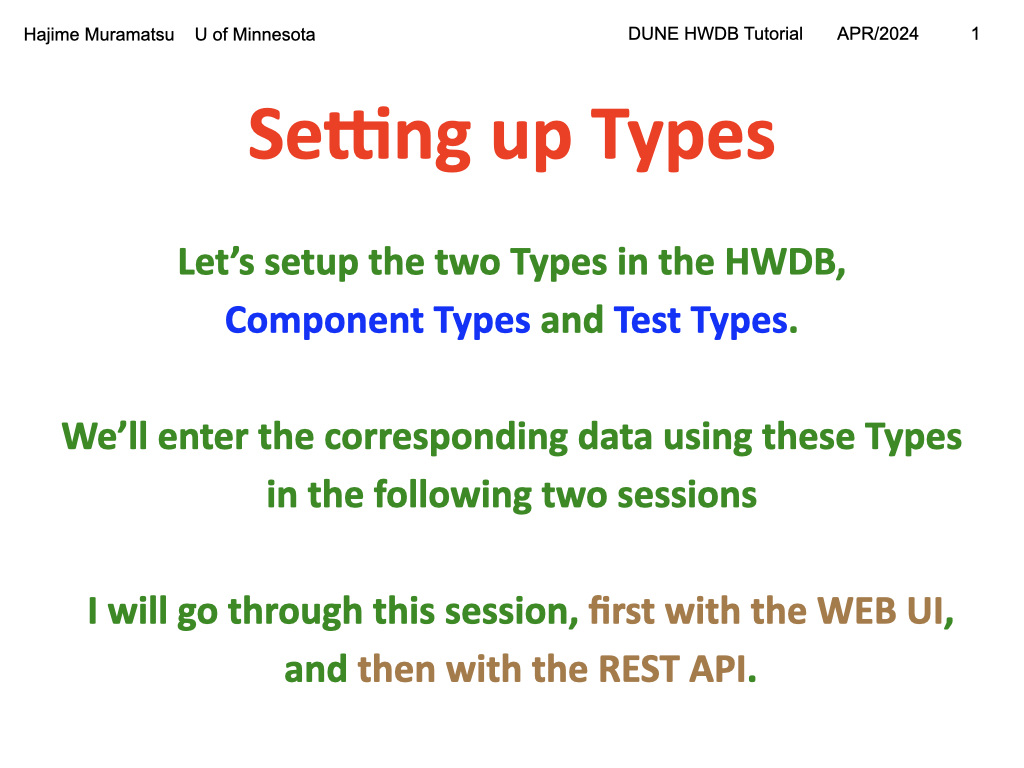 Hajime Muramatsu U of Minnesota DUNE HWDB Tutorial APR/2024 1
Setting up Types
Let’s setup the two Types in the HWDB,
Component Types and Test Types.
We’ll enter the corresponding data using these Types
in the following two sessions
I will go through this session, first with the WEB UI,
and then with the REST API.